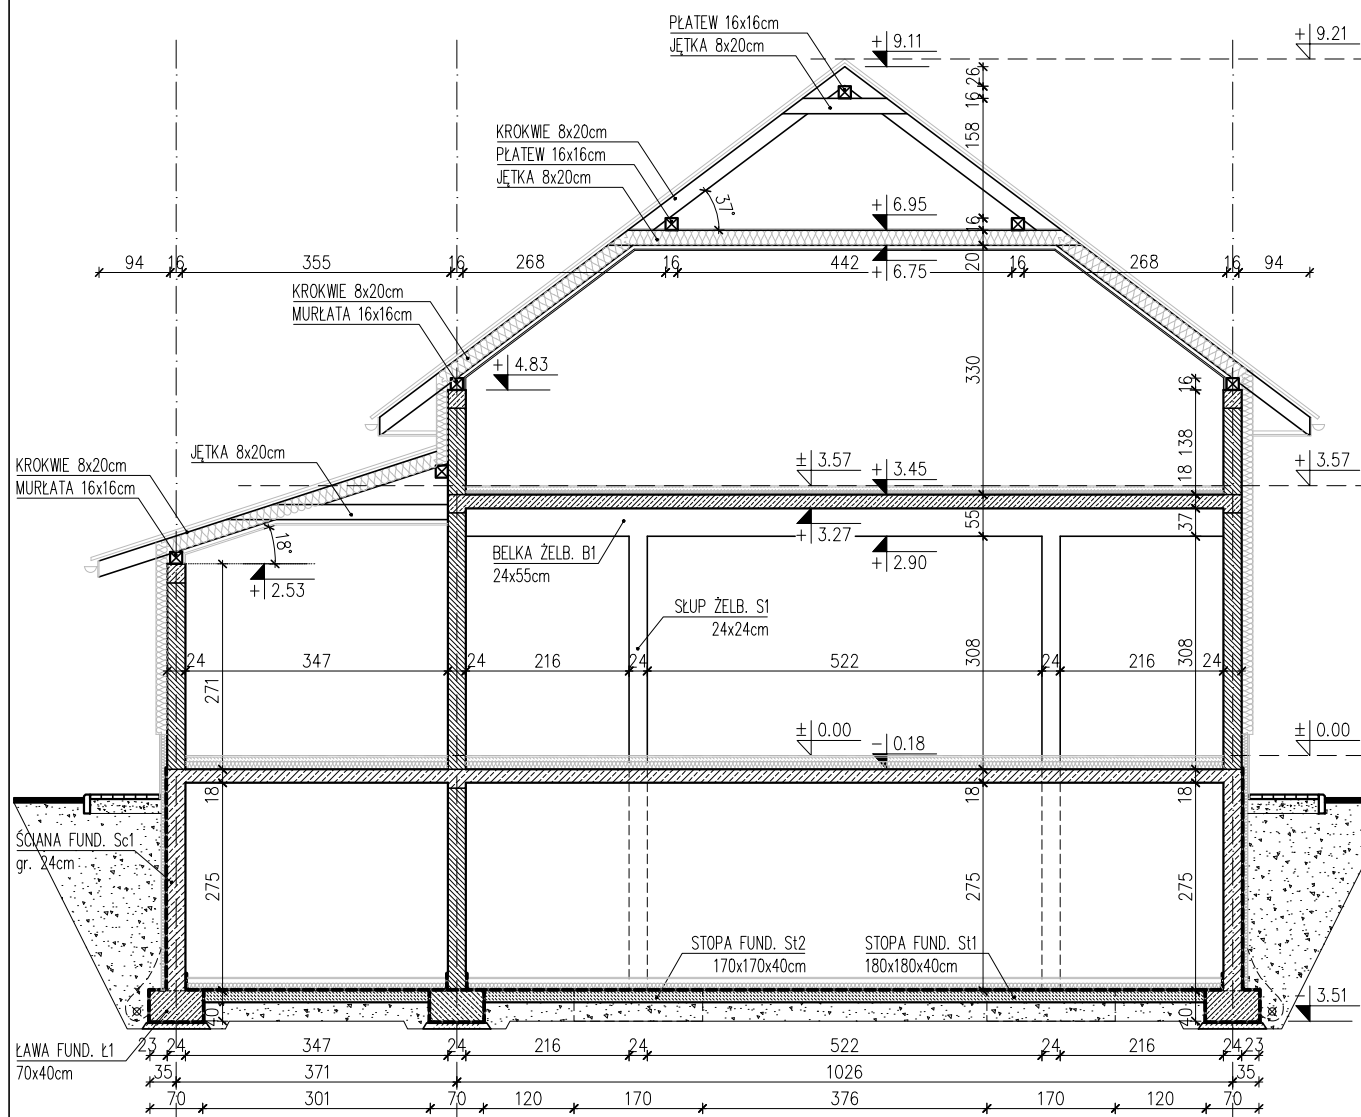 PŁATEW 16x16cm
JĘTKA 8x20cm
+ 9.11
+ 9.21
26
16
158
KROKWIE 8x20cm
PŁATEW 16x16cm
JĘTKA 8x20cm
37°
+ 6.95
16
94 16 355 16 268 16 442 16 268 16 94
20
+ 6.75
KROKWIE 8x20cm
MURŁATA 16x16cm
+ 4.83
330
16
138
18
JĘTKA 8x20cm
KROKWIE 8x20cm
MURŁATA 16x16cm
± 3.57
+ 3.45
+ 3.57
55
37
18°
+ 3.27
BELKA ŻELB. B1
24x55cm
+ 2.90
+ 2.53
SŁUP ŻELB. S1
24x24cm
24 347 24 216 24 522 24 216 24
271
308
308
± 0.00
- 0.18
± 0.00
18
18
18
ŚCIANA FUND. Sc1
gr. 24cm
275
275
275
STOPA FUND. St2
170x170x40cm
STOPA FUND. St1
180x180x40cm
- 3.51
40
40
ŁAWA FUND. Ł1
70x40cm
23 24 347 24 216 24 522 24 216 24 23
35 371 1026 35
70 301 70 120 170 376 170 120 70